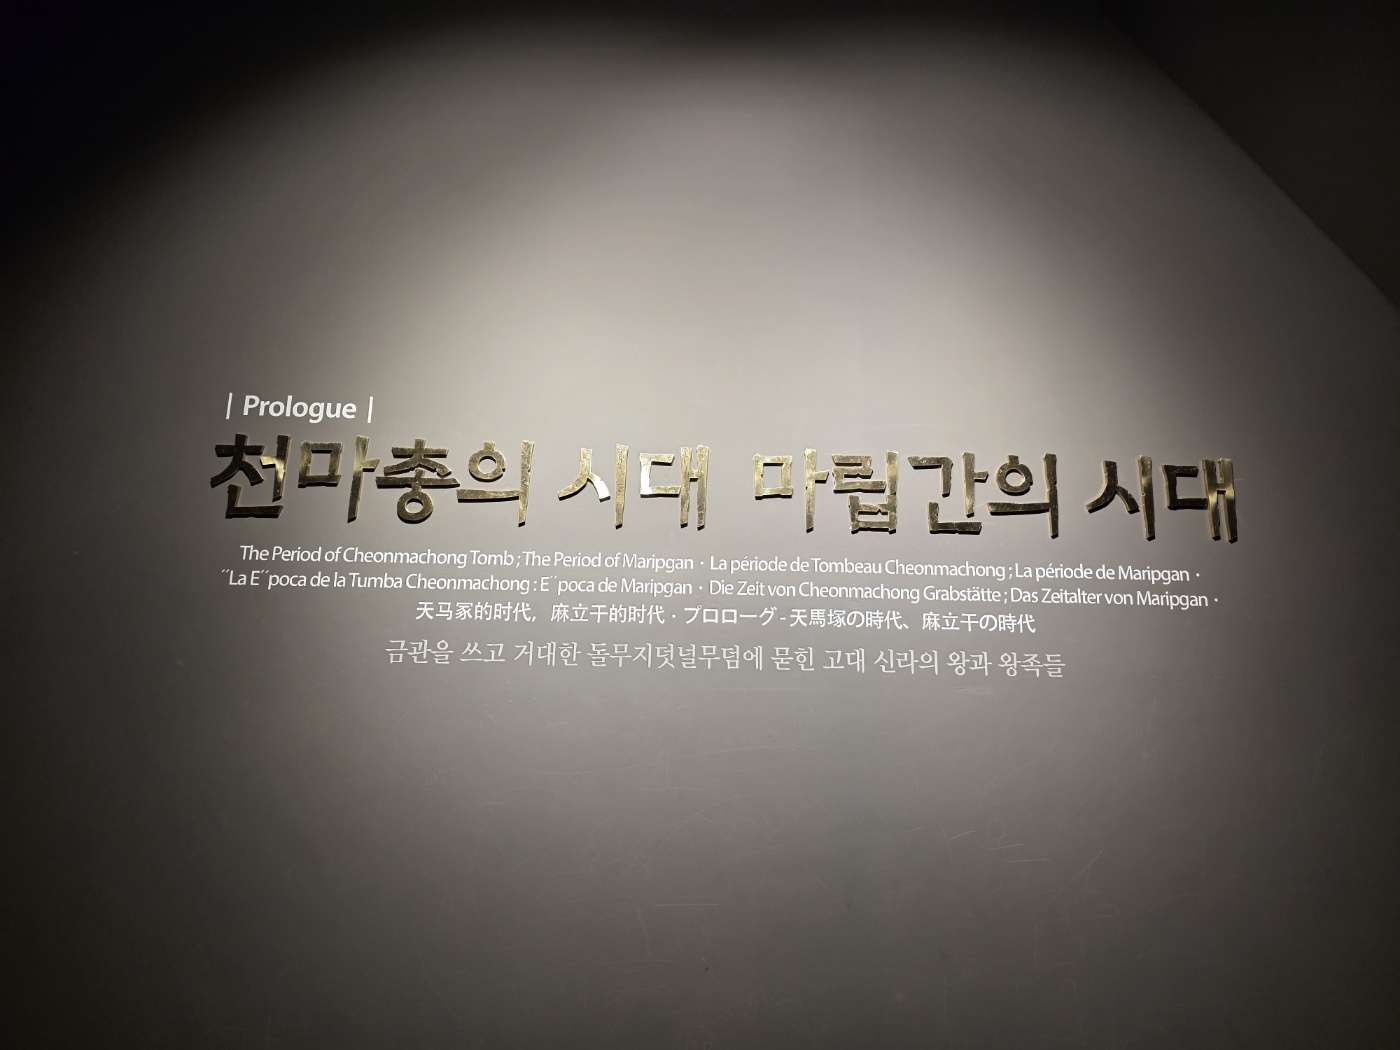 | Prologue |
천마총의 시대 마립간의 시대
The Period of Cheonmachong Tomb ; The Period of Maripgan · La période de Tombeau Cheonmachong ; La période de Maripgan ·
´´La E´´poca de la Tumba Cheonmachong : E´´poca de Maripgan · Die Zeit von Cheonmachong Grabstätte ; Das Zeitalter von Maripgan ·
天马冢的时代，麻立干的时代 · プロローグ - 天馬塚の時代、麻立干の時代
금관을 쓰고 거대한 돌무지덧널무덤에 묻힌 고대 신라의 왕과 왕족들